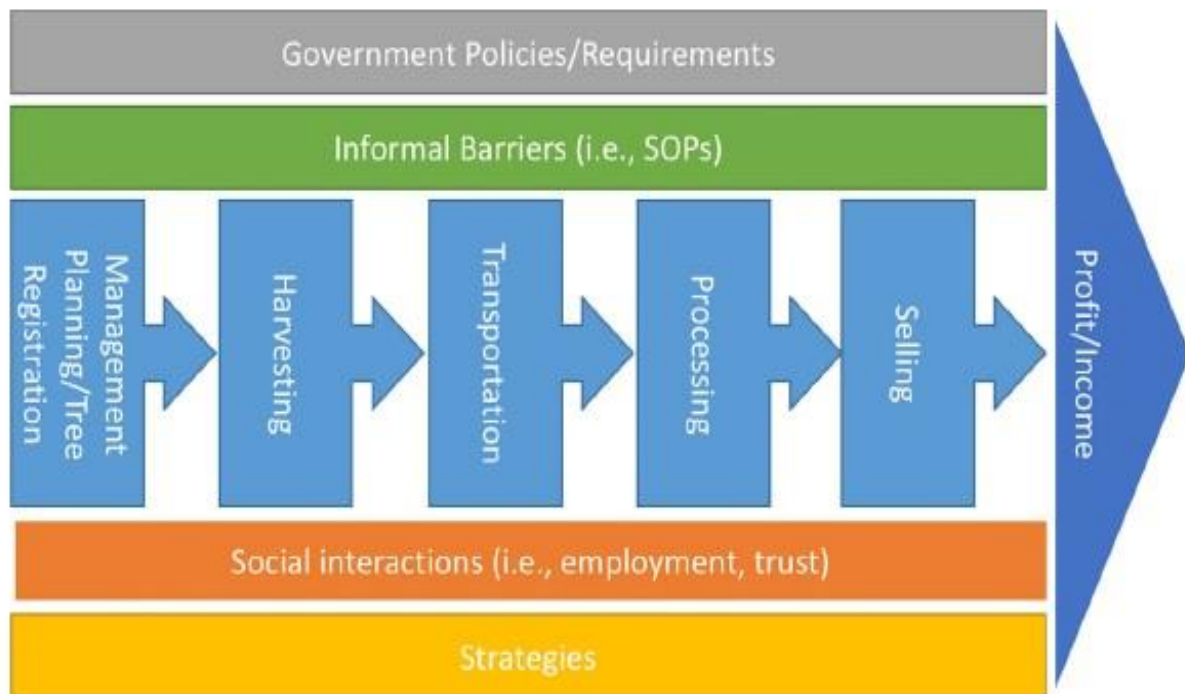 Government Policies/Requirements
Informal Barriers (i.e., SOPs)
Management
Planning/Tree
Registration
Harvesting
Transportation
Processing
Selling
Profit/Income
Social interactions (i.e., employment, trust)
Strategies